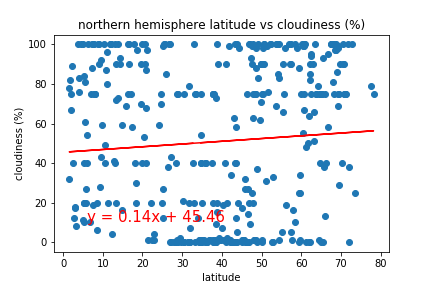 northern hemisphere latitude vs cloudiness (%)
100
80
60
40
20
0
cloudiness (%)
y = 0.14x + 45.46
0 10 20 30 40 50 60 70 80
latitude